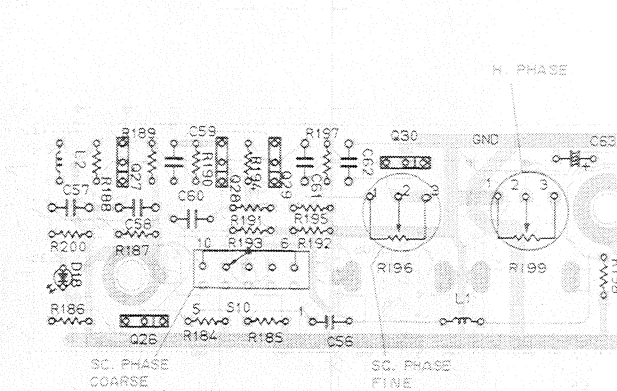 H. PHASE
R189
C59
R197
Q30
GND
C63
L2
R188
Q27
R190
R194
Q28
Q29
C61
C62
1 2 3
1 2 3
C57
C60
C58
R191
R195
R200
R187
10 R193 6 R192
R196
R199
R198
D18
L1
R186
5 S10 1
Q26
R184
R185
C56
SC. PHASE
COARSE
SC. PHASE
FINE